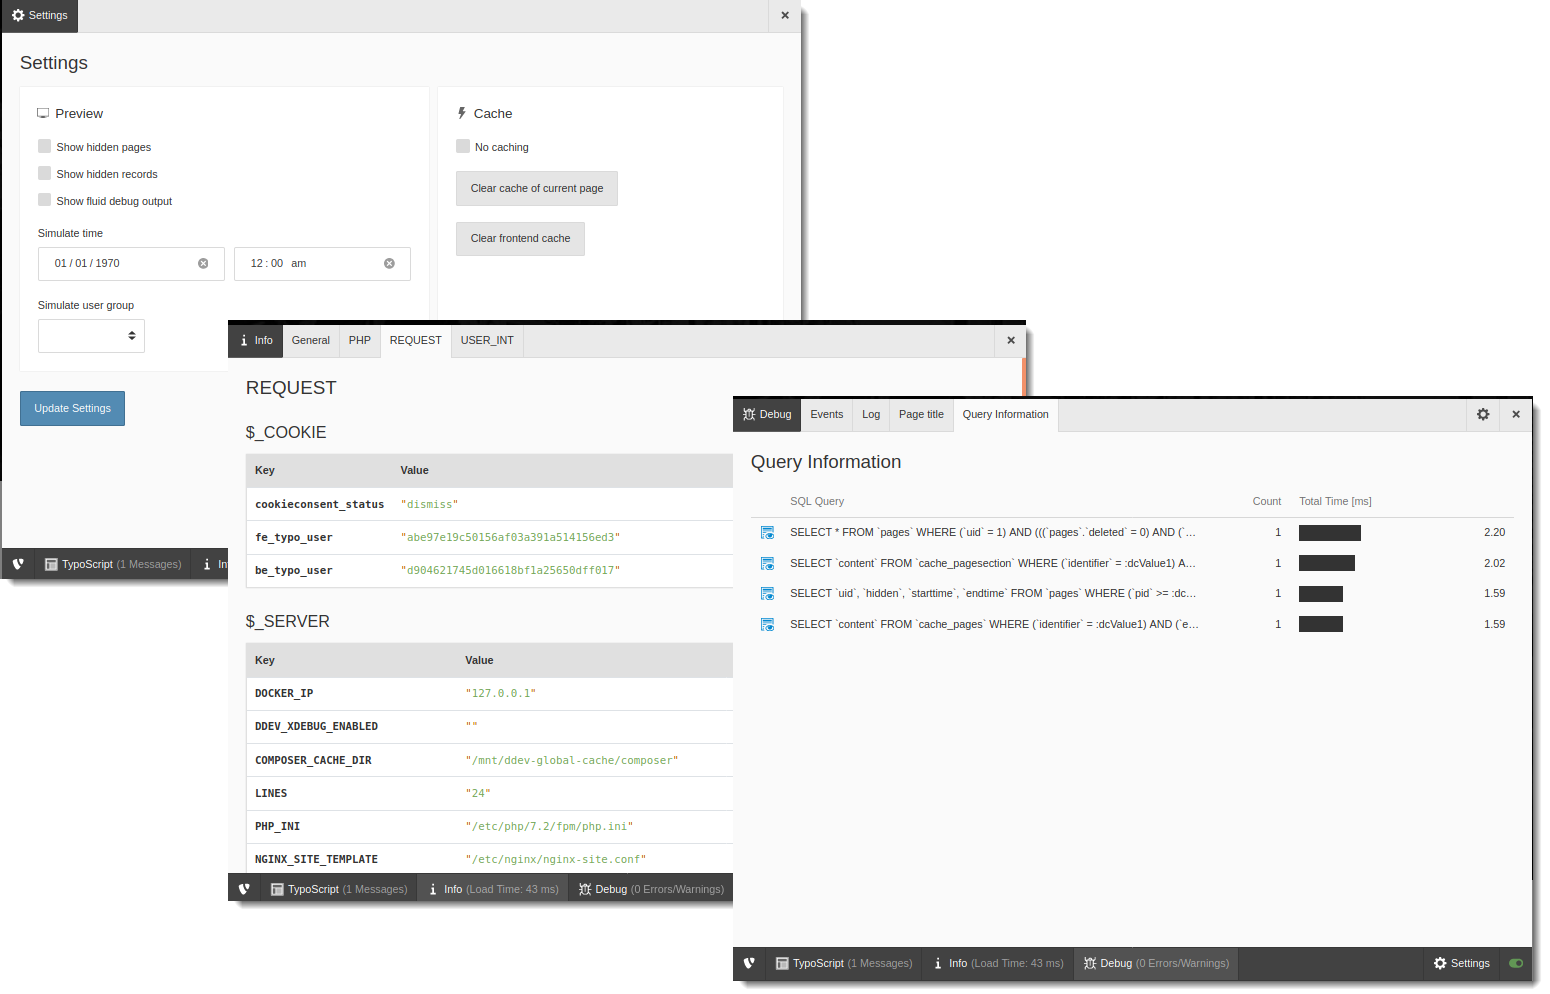 Settings ×
Settings
Preview
Show hidden pages
Show hidden records
Show fluid debug output
Simulate time
01 / 01 / 1970
12 : 00 am
Simulate user group
Update Settings
Cache
No caching
Clear cache of current page
Clear frontend cache
TypoScript (1 Messages)
Info General PHP REQUEST USER_INT ×
REQUEST
$_COOKIE
Key Value
cookieconsent_status "dismiss"
fe_typo_user "abe97e19c50156af03a391a514156ed3"
be_typo_user "d904621745d016618bf1a25650dff017"
$_SERVER
Key Value
DOCKER_IP "127.0.0.1"
DDEV_XDEBUG_ENABLED ""
COMPOSER_CACHE_DIR "/mnt/ddev-global-cache/composer"
LINES "24"
PHP_INI "/etc/php/7.2/fpm/php.ini"
NGINX_SITE_TEMPLATE "/etc/nginx/nginx-site.conf"
TypoScript (1 Messages) Info (Load Time: 43 ms) Debug (0 Errors/Warnings)
Debug Events Log Page title Query Information ×
Query Information
SQL Query Count Total Time [ms]
SELECT * FROM `pages` WHERE (`uid` = 1) AND (((`pages`.`deleted` = 0) AND (`... 1 2.20
SELECT `content` FROM `cache_pagesection` WHERE (`identifier` = :dcValue1) A... 1 2.02
SELECT `uid`, `hidden`, `starttime`, `endtime` FROM `pages` WHERE (`pid` >= :dc... 1 1.59
SELECT `content` FROM `cache_pages` WHERE (`identifier` = :dcValue1) AND (`e... 1 1.59
TypoScript (1 Messages) Info (Load Time: 43 ms) Debug (0 Errors/Warnings) Settings